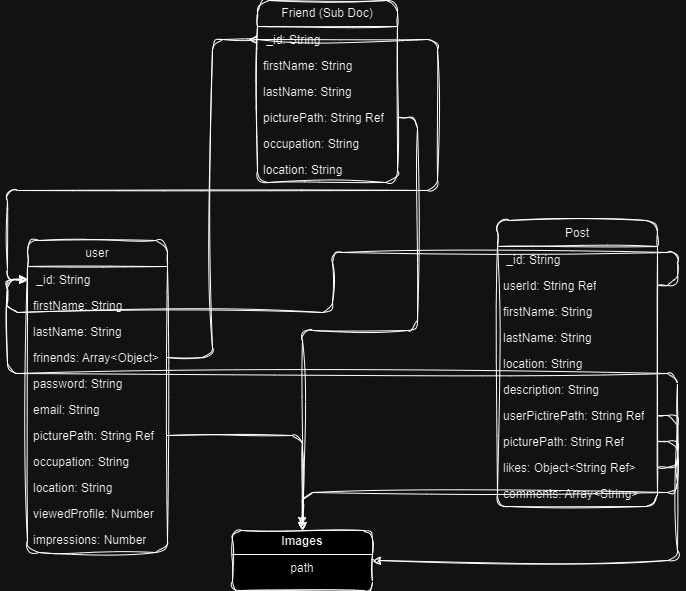 Friend (Sub Doc)
_id: String
firstName: String
lastName: String
picturePath: String Ref
occupation: String
location: String
user
_id: String
firstName: String
lastName: String
frinends: Array<Object>
password: String
email: String
picturePath: String Ref
occupation: String
location: String
viewedProfile: Number
impressions: Number
Post
_id: String
userId: String Ref
firstName: String
lastName: String
location: String
description: String
userPictirePath: String Ref
picturePath: String Ref
likes: Object<String Ref>
comments: Array<String>
Images
path